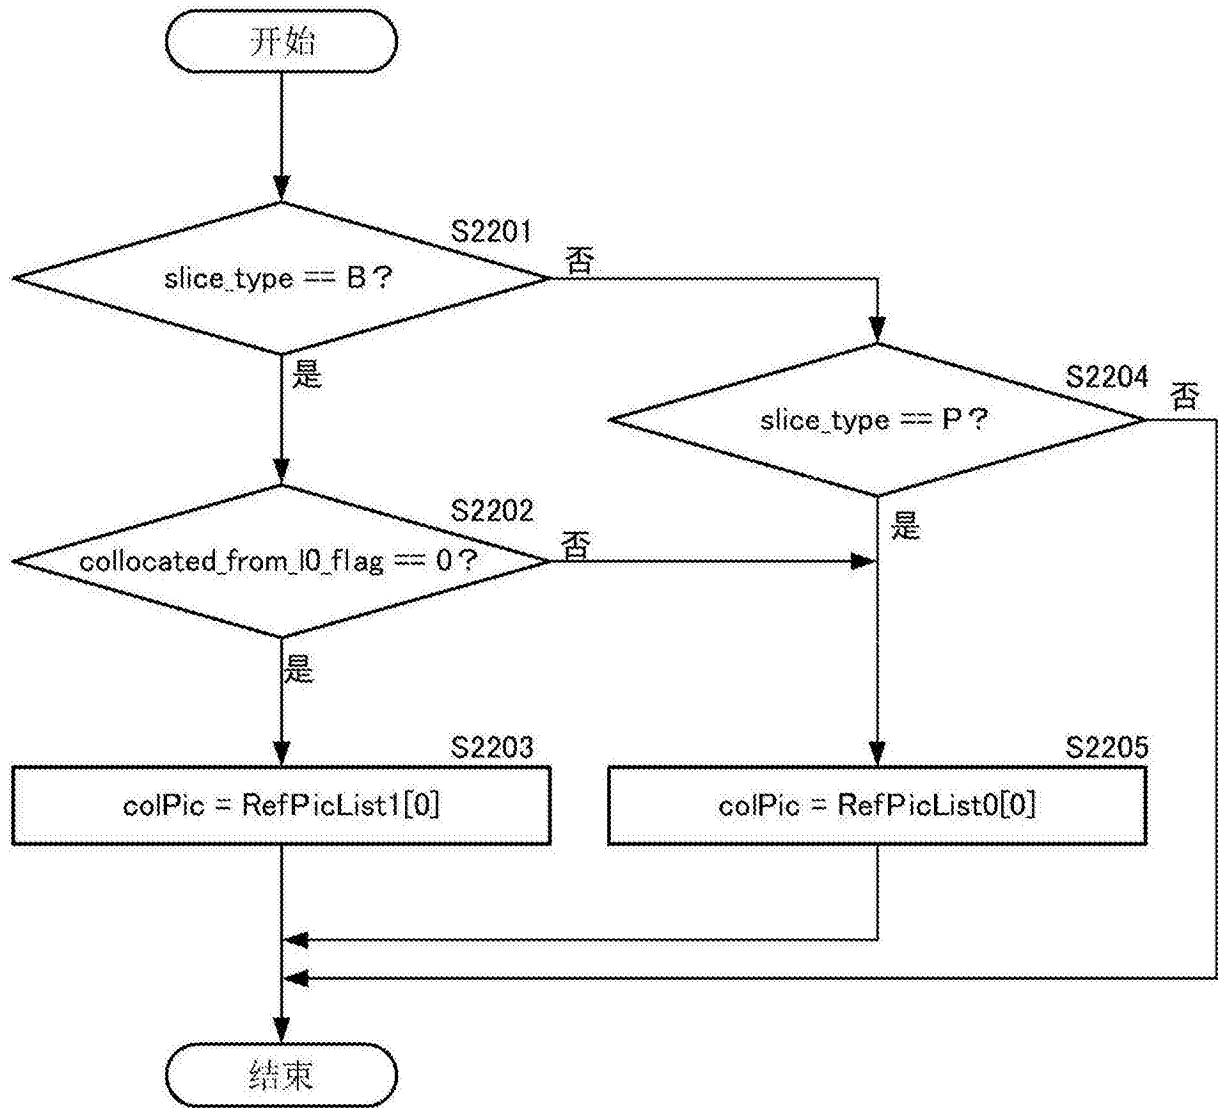 开始
S2201
slice_type == B?
否
是
S2204
slice_type == P?
否
是
S2202
collocated_from_l0_flag == 0?
否
是
S2203
colPic = RefPicList1[0]
S2205
colPic = RefPicList0[0]
结束